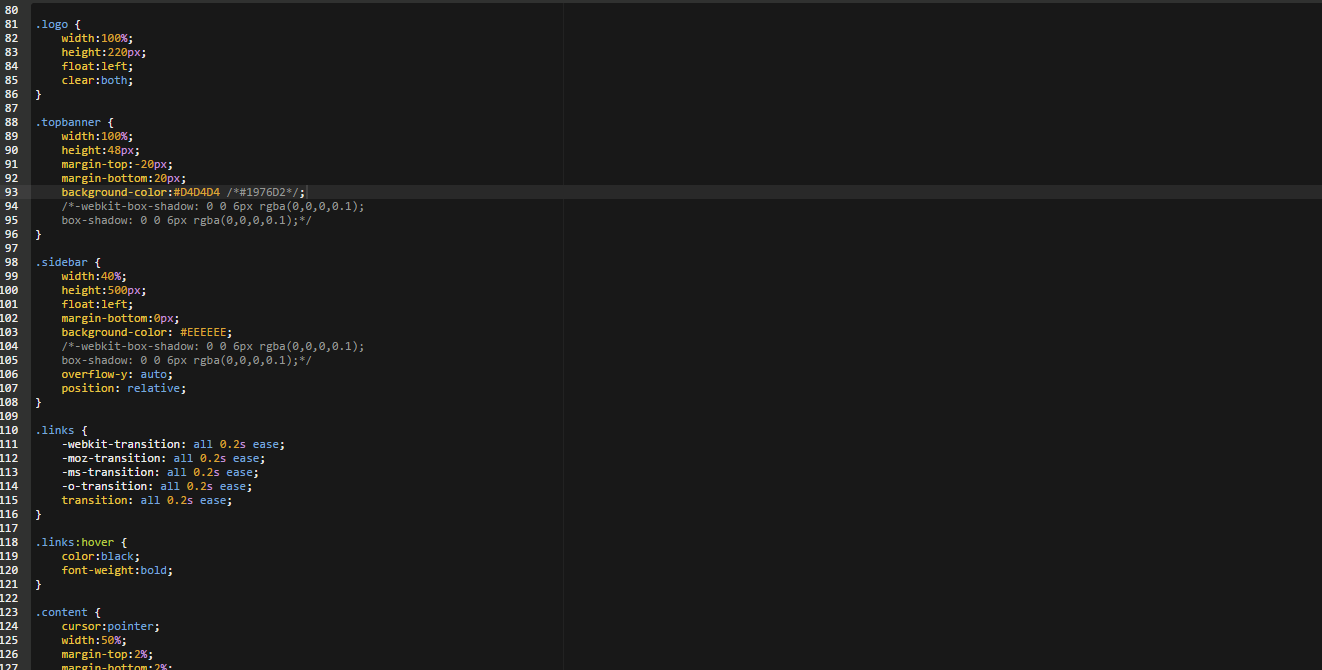 80
81 .logo {
82     width:100%;
83     height:220px;
84     float:left;
85     clear:both;
86 }
87
88 .topbanner {
89     width:100%;
90     height:48px;
91     margin-top:-20px;
92     margin-bottom:20px;
93     background-color:#D4D4D4 /*#1976D2*/;
94     /*-webkit-box-shadow: 0 0 6px rgba(0,0,0,0.1);
95     box-shadow: 0 0 6px rgba(0,0,0,0.1);*/
96 }
97
98 .sidebar {
99     width:40%;
100     height:500px;
101     float:left;
102     margin-bottom:0px;
103     background-color: #EEEEEE;
104     /*-webkit-box-shadow: 0 0 6px rgba(0,0,0,0.1);
105     box-shadow: 0 0 6px rgba(0,0,0,0.1);*/
106     overflow-y: auto;
107     position: relative;
108 }
109
110 .links {
111     -webkit-transition: all 0.2s ease;
112     -moz-transition: all 0.2s ease;
113     -ms-transition: all 0.2s ease;
114     -o-transition: all 0.2s ease;
115     transition: all 0.2s ease;
116 }
117
118 .links:hover {
119     color:black;
120     font-weight:bold;
121 }
122
123 .content {
124     cursor:pointer;
125     width:50%;
126     margin-top:2%;
127     margin-bottom:2%;